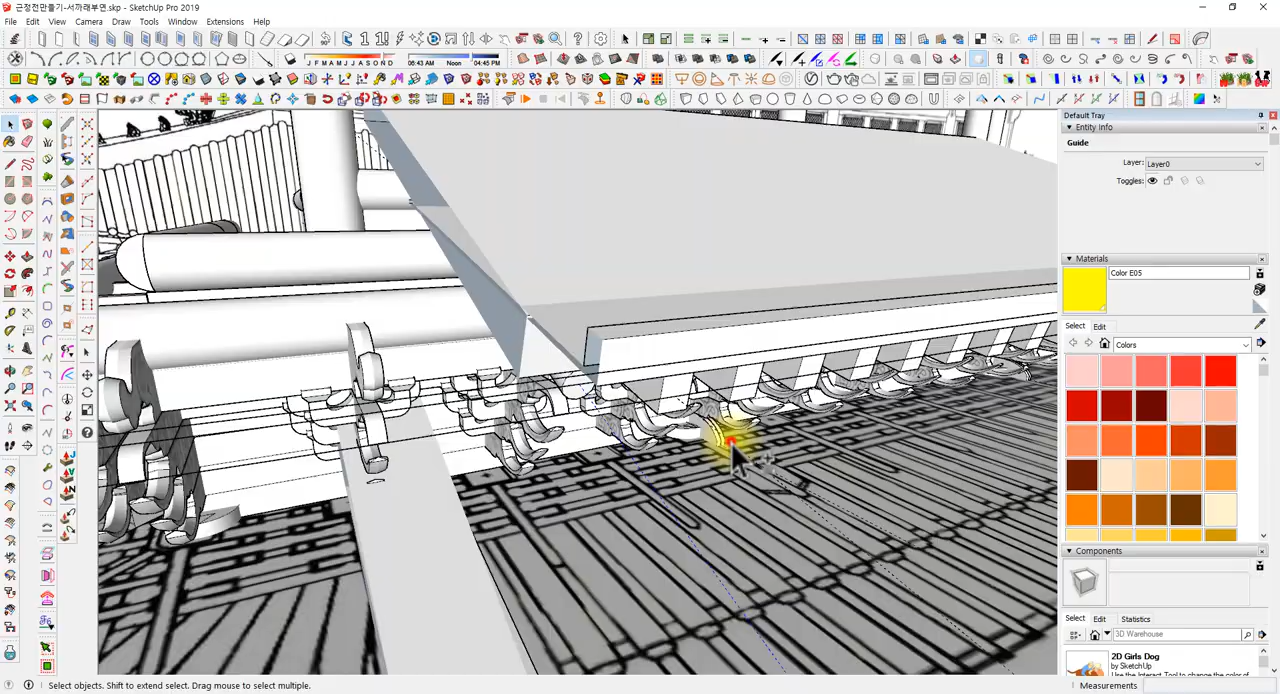 근정전만들기-서까래부연.skp - SketchUp Pro 2019
File Edit View Camera Draw Tools Window Extensions Help
J F M A M J J A S O N D 06:43 AM Noon 04:45 PM
Default Tray
Entity Info
Guide
Layer: Layer0
Toggles:
Materials
Color E05
Select Edit
Colors
Components
Select Edit Statistics
3D Warehouse
2D Girls Dog
by SketchUp
Use the Interact Tool to change the color of
Select objects. Shift to extend select. Drag mouse to select multiple.
Measurements